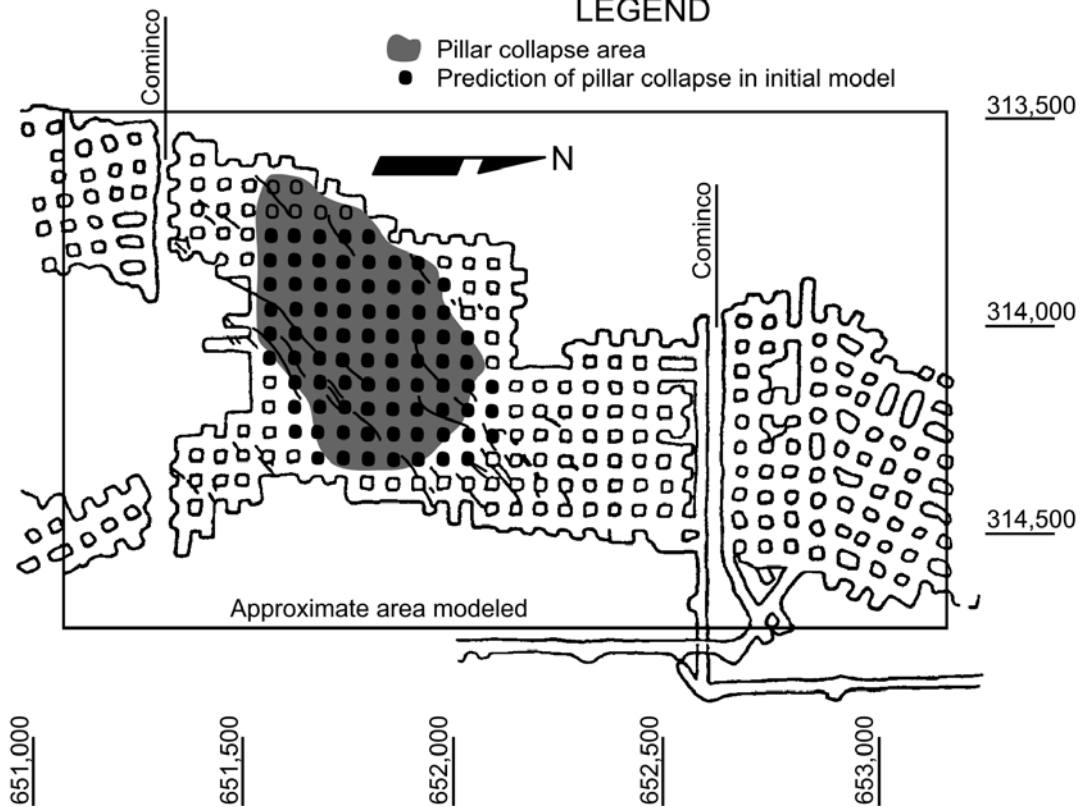 LEGEND
Pillar collapse area
Prediction of pillar collapse in initial model
Cominco
313,500
N
Cominco
314,000
314,500
Approximate area modeled
651,000
651,500
652,000
652,500
653,000